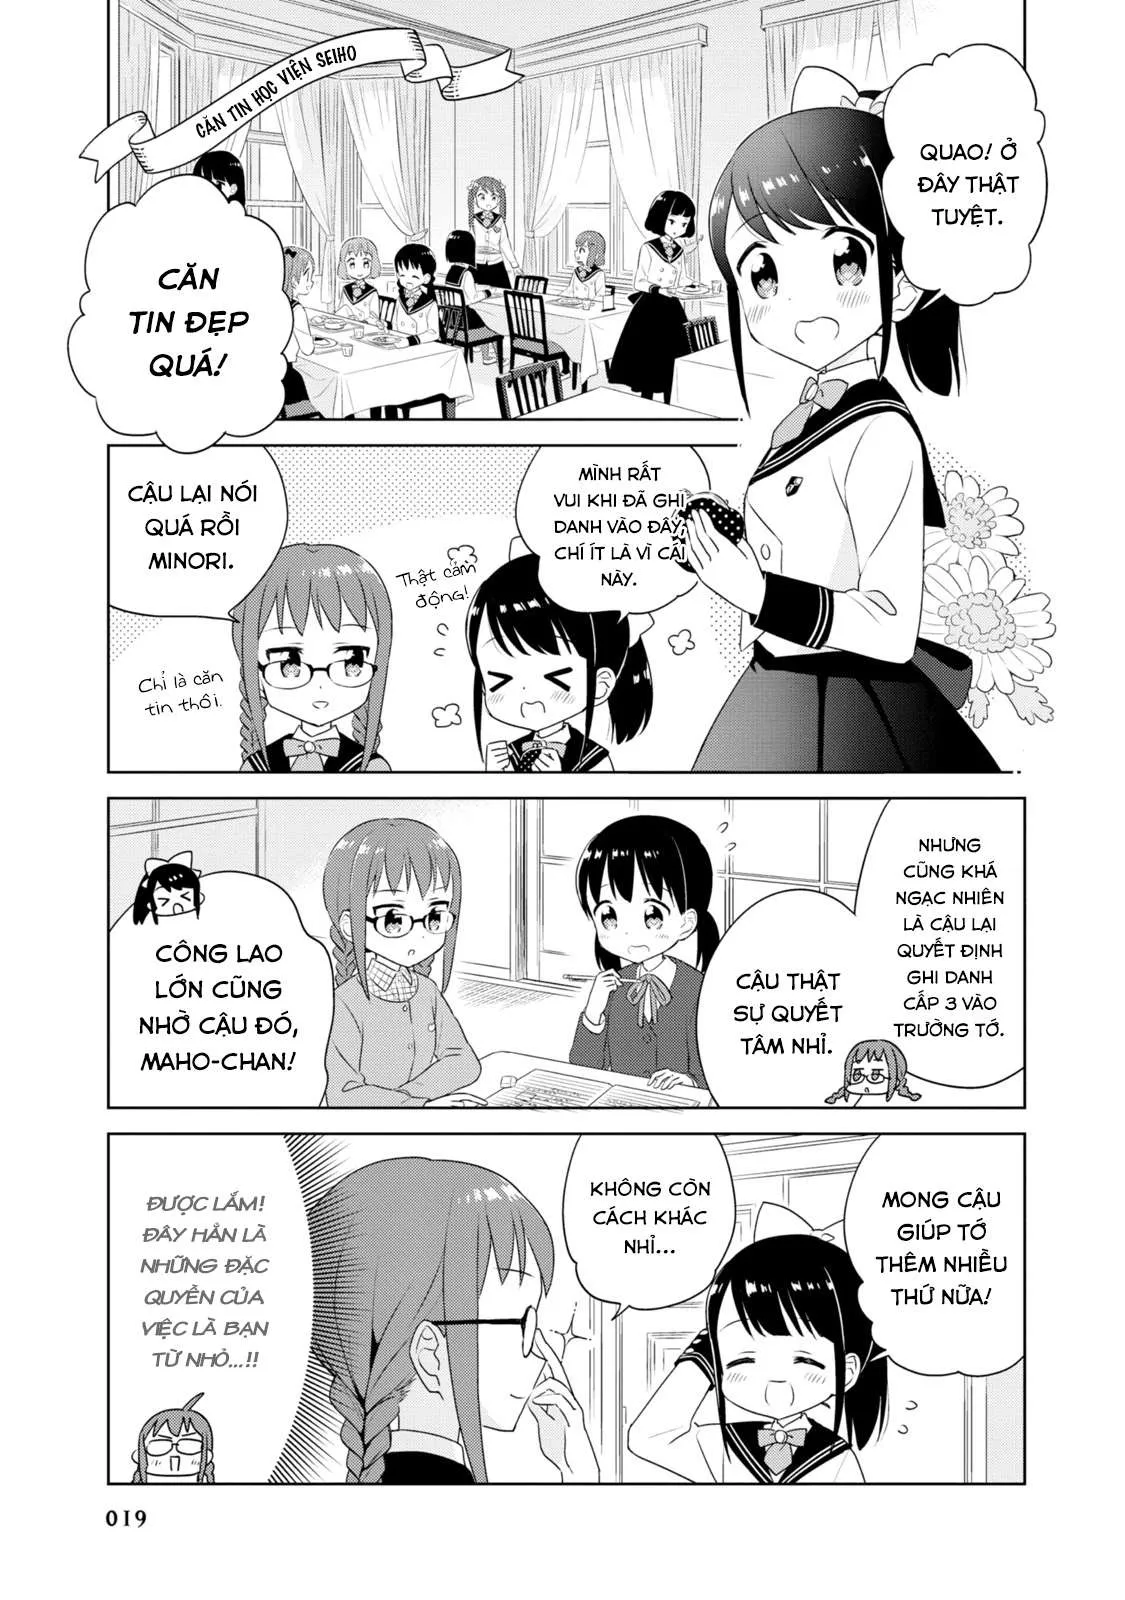 CĂN TIN HỌC VIỆN SEIHO
QUAO! Ở
ĐÂY THẬT
TUYỆT.
CĂN
TIN ĐẸP
QUÁ!
MÌNH RẤT
VUI KHI ĐÃ GHI
DANH VÀO ĐÂY,
CHÍ ÍT LÀ VÌ CÁI
NÀY.
Thật cảm
động!
CẬU LẠI NÓI
QUÁ RỒI
MINORI.
Chỉ là căn
tin thôi.
NHƯNG
CŨNG KHÁ
NGẠC NHIÊN
LÀ CẬU LẠI
QUYẾT ĐỊNH
GHI DANH
CẤP 3 VÀO
TRƯỜNG TỚ.
CẬU THẬT
SỰ QUYẾT
TÂM NHỈ.
CÔNG LAO
LỚN CŨNG
NHỜ CẬU ĐÓ,
MAHO-CHAN!
MONG CẬU
GIÚP TỚ
THÊM NHIỀU
THỨ NỮA!
KHÔNG CÒN
CÁCH KHÁC
NHỈ...
ĐƯỢC LẮM!
ĐÂY HẲN LÀ
NHỮNG ĐẶC
QUYỀN CỦA
VIỆC LÀ BẠN
TỪ NHỎ...!!
019